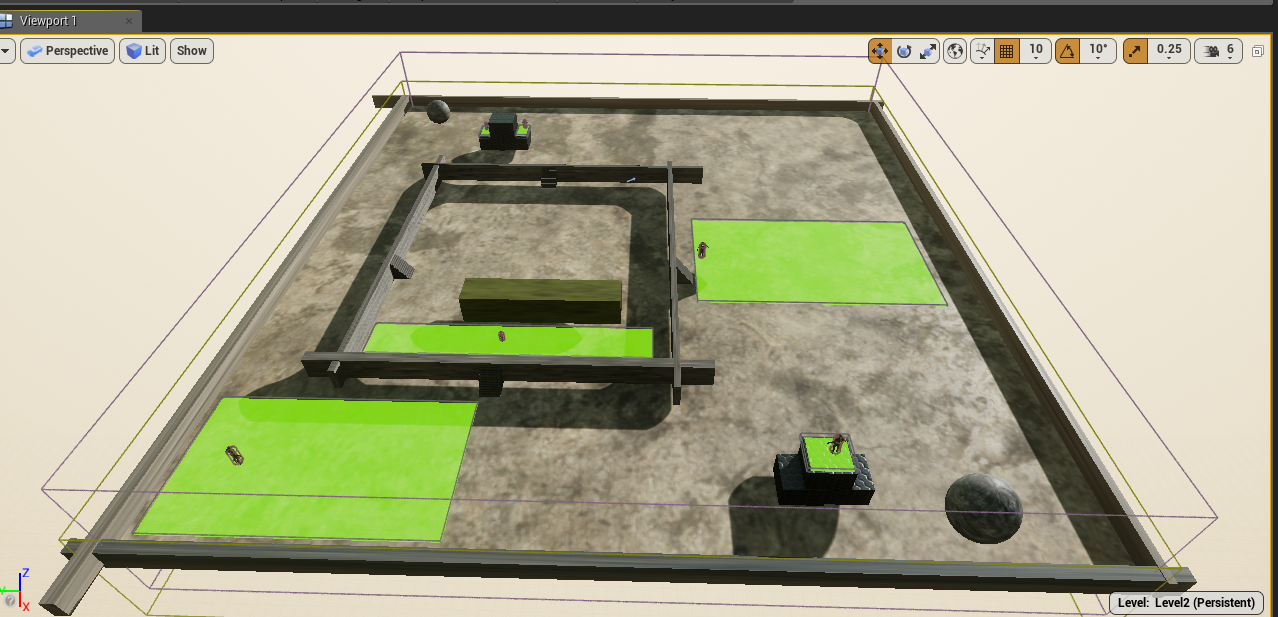 Viewport 1
Perspective Lit Show 10 10° 0.25 6
Z
Y
X
Level: Level2 (Persistent)